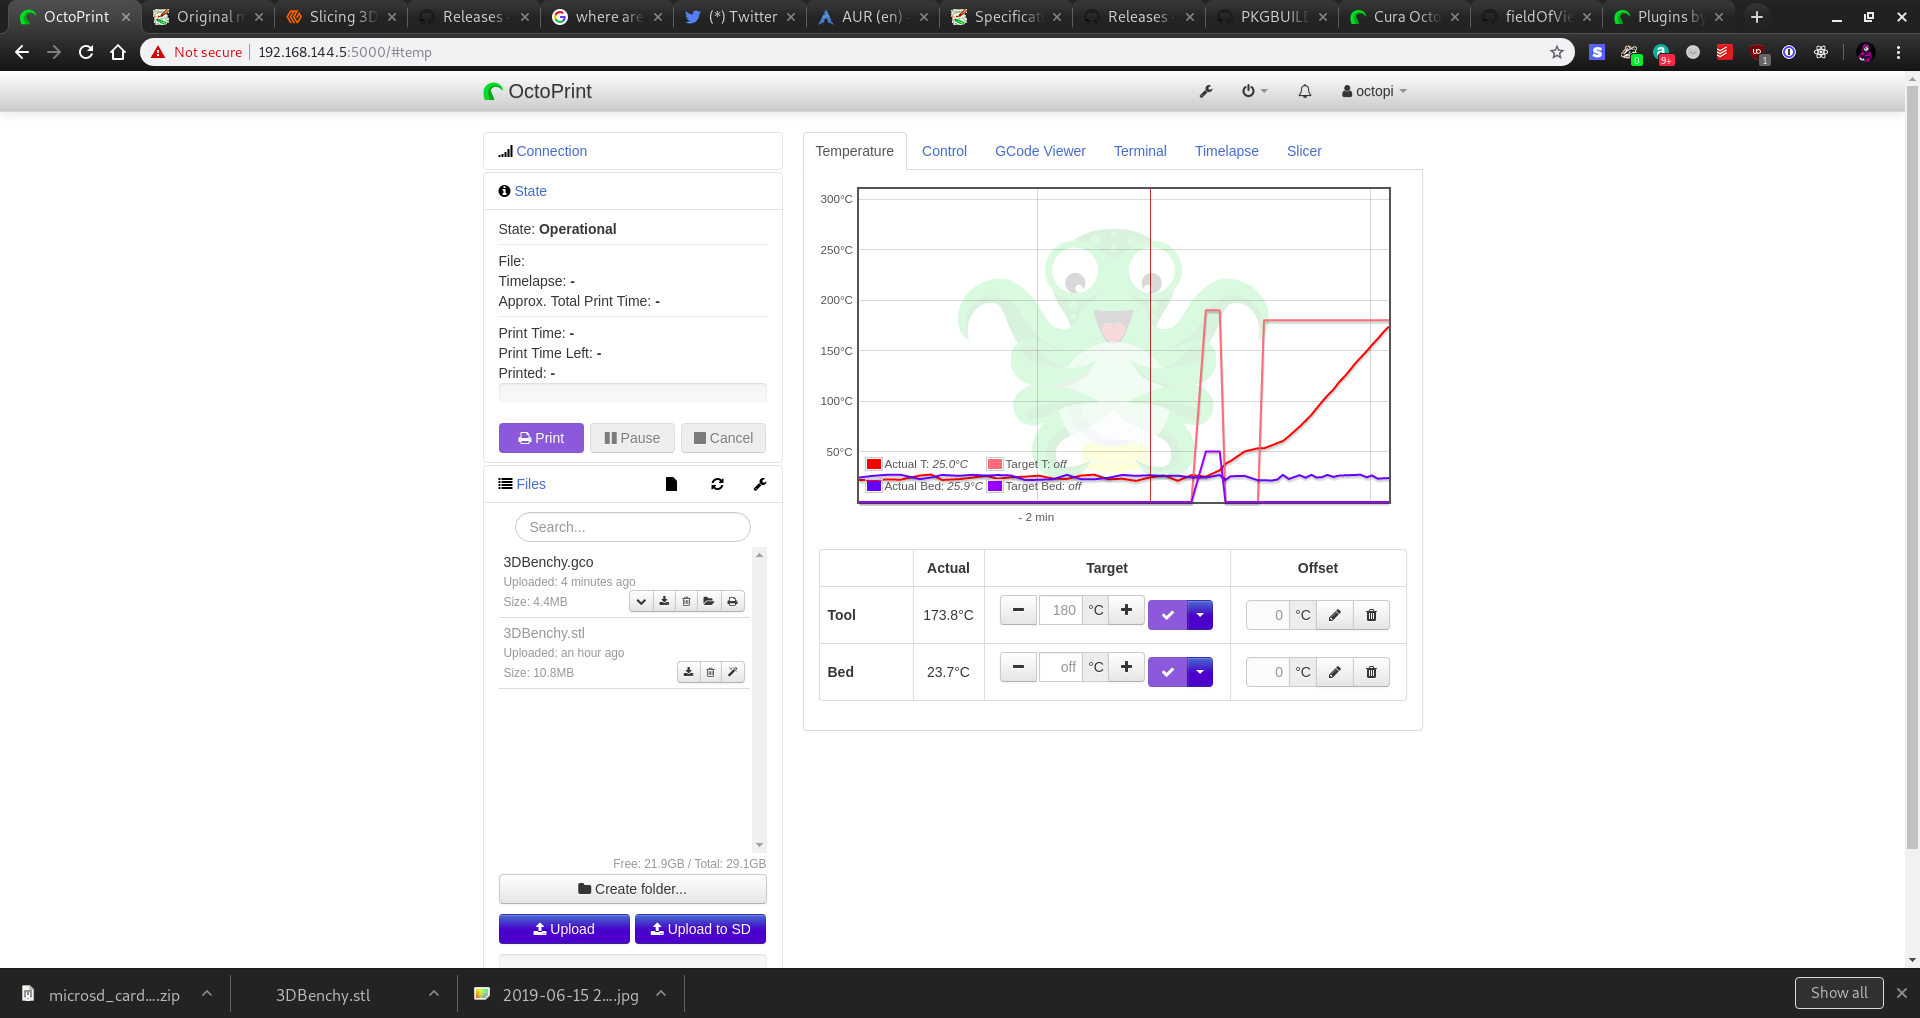 OctoPrint
Original m
Slicing 3D
Releases
where are
(*) Twitter
AUR (en) -
Specificat
Releases
PKGBUILD
Cura Octo
fieldOfVie
Plugins by
Not secure
192.168.144.5:5000/#temp
0
9+
1
OctoPrint
octopi
Connection
State
State: Operational
File:
Timelapse: -
Approx. Total Print Time: -
Print Time: -
Print Time Left: -
Printed: -
Print
Pause
Cancel
Files
Search...
3DBenchy.gco
Uploaded: 4 minutes ago
Size: 4.4MB
3DBenchy.stl
Uploaded: an hour ago
Size: 10.8MB
Free: 21.9GB / Total: 29.1GB
Create folder...
Upload
Upload to SD
Temperature
Control
GCode Viewer
Terminal
Timelapse
Slicer
300°C
250°C
200°C
150°C
100°C
50°C
Actual T: 25.0°C
Target T: off
Actual Bed: 25.9°C
Target Bed: off
- 2 min
Actual
Target
Offset
Tool
173.8°C
180
°C
0
°C
Bed
23.7°C
off
°C
0
°C
microsd_card....zip
3DBenchy.stl
2019-06-15 2....jpg
Show all